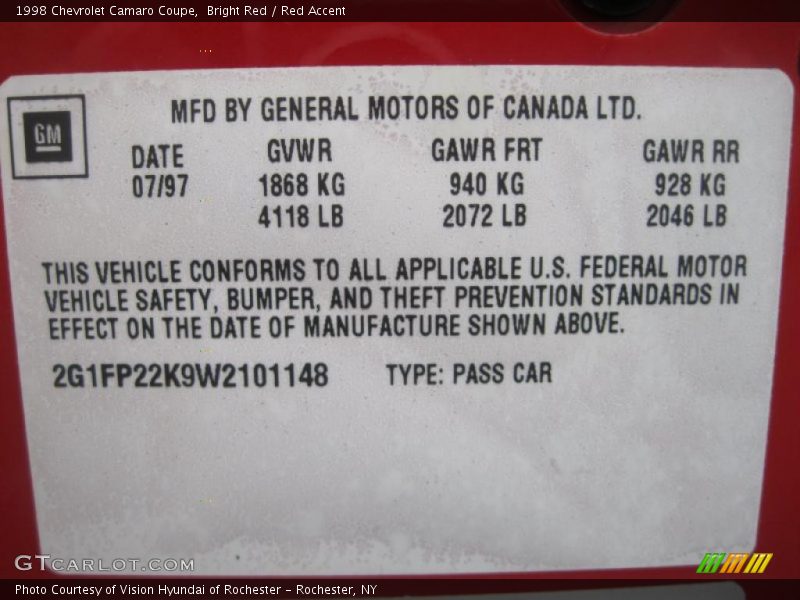 1998 Chevrolet Camaro Coupe,  Bright Red / Red Accent
GM
MFD BY GENERAL MOTORS OF CANADA LTD.
DATE GVWR GAWR FRT GAWR RR
07/97 1868 KG 940 KG 928 KG
4118 LB 2072 LB 2046 LB
THIS VEHICLE CONFORMS TO ALL APPLICABLE U.S. FEDERAL MOTOR
VEHICLE SAFETY, BUMPER, AND THEFT PREVENTION STANDARDS IN
EFFECT ON THE DATE OF MANUFACTURE SHOWN ABOVE.
2G1FP22K9W2101148 TYPE: PASS CAR
GTCARLOT.COM
Photo Courtesy of Vision Hyundai of Rochester - Rochester, NY